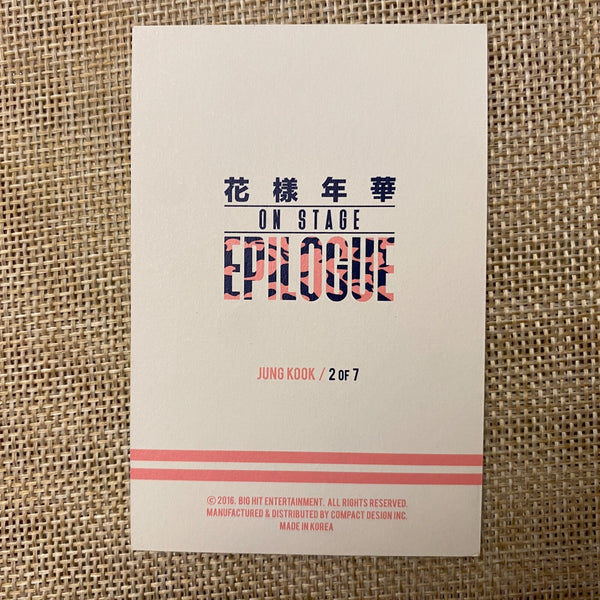 花樣年華
ON STAGE
EPILOGUE
JUNG KOOK / 2 OF 7
© 2016. BIG HIT ENTERTAINMENT. ALL RIGHTS RESERVED.
MANUFACTURED & DISTRIBUTED BY COMPACT DESIGN INC.
MADE IN KOREA